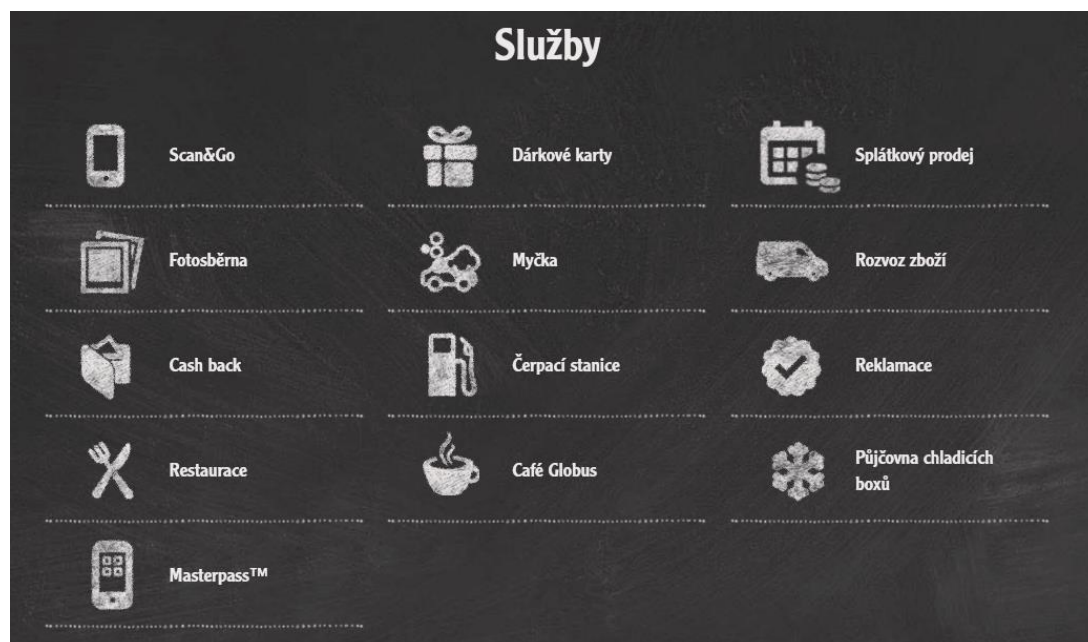 Služby
Scan&Go
Dárkové karty
Splátkový prodej
Fotosběrna
Myčka
Rozvoz zboží
Cash back
Čerpací stanice
Reklamace
Restaurace
Café Globus
Půjčovna chladicích
boxů
Masterpass™